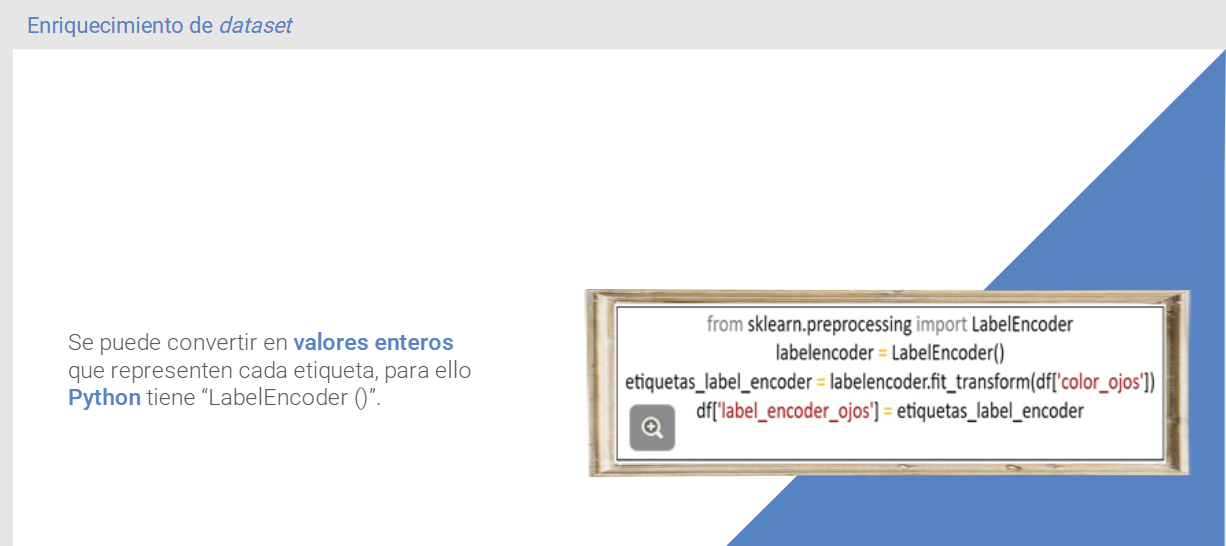 Enriquecimiento de dataset
Se puede convertir en valores enteros
que representen cada etiqueta, para ello
Python tiene “LabelEncoder ()”.
from sklearn.preprocessing import LabelEncoder
labelencoder = LabelEncoder()
etiquetas_label_encoder = labelencoder.fit_transform(df['color_ojos'])
df['label_encoder_ojos'] = etiquetas_label_encoder